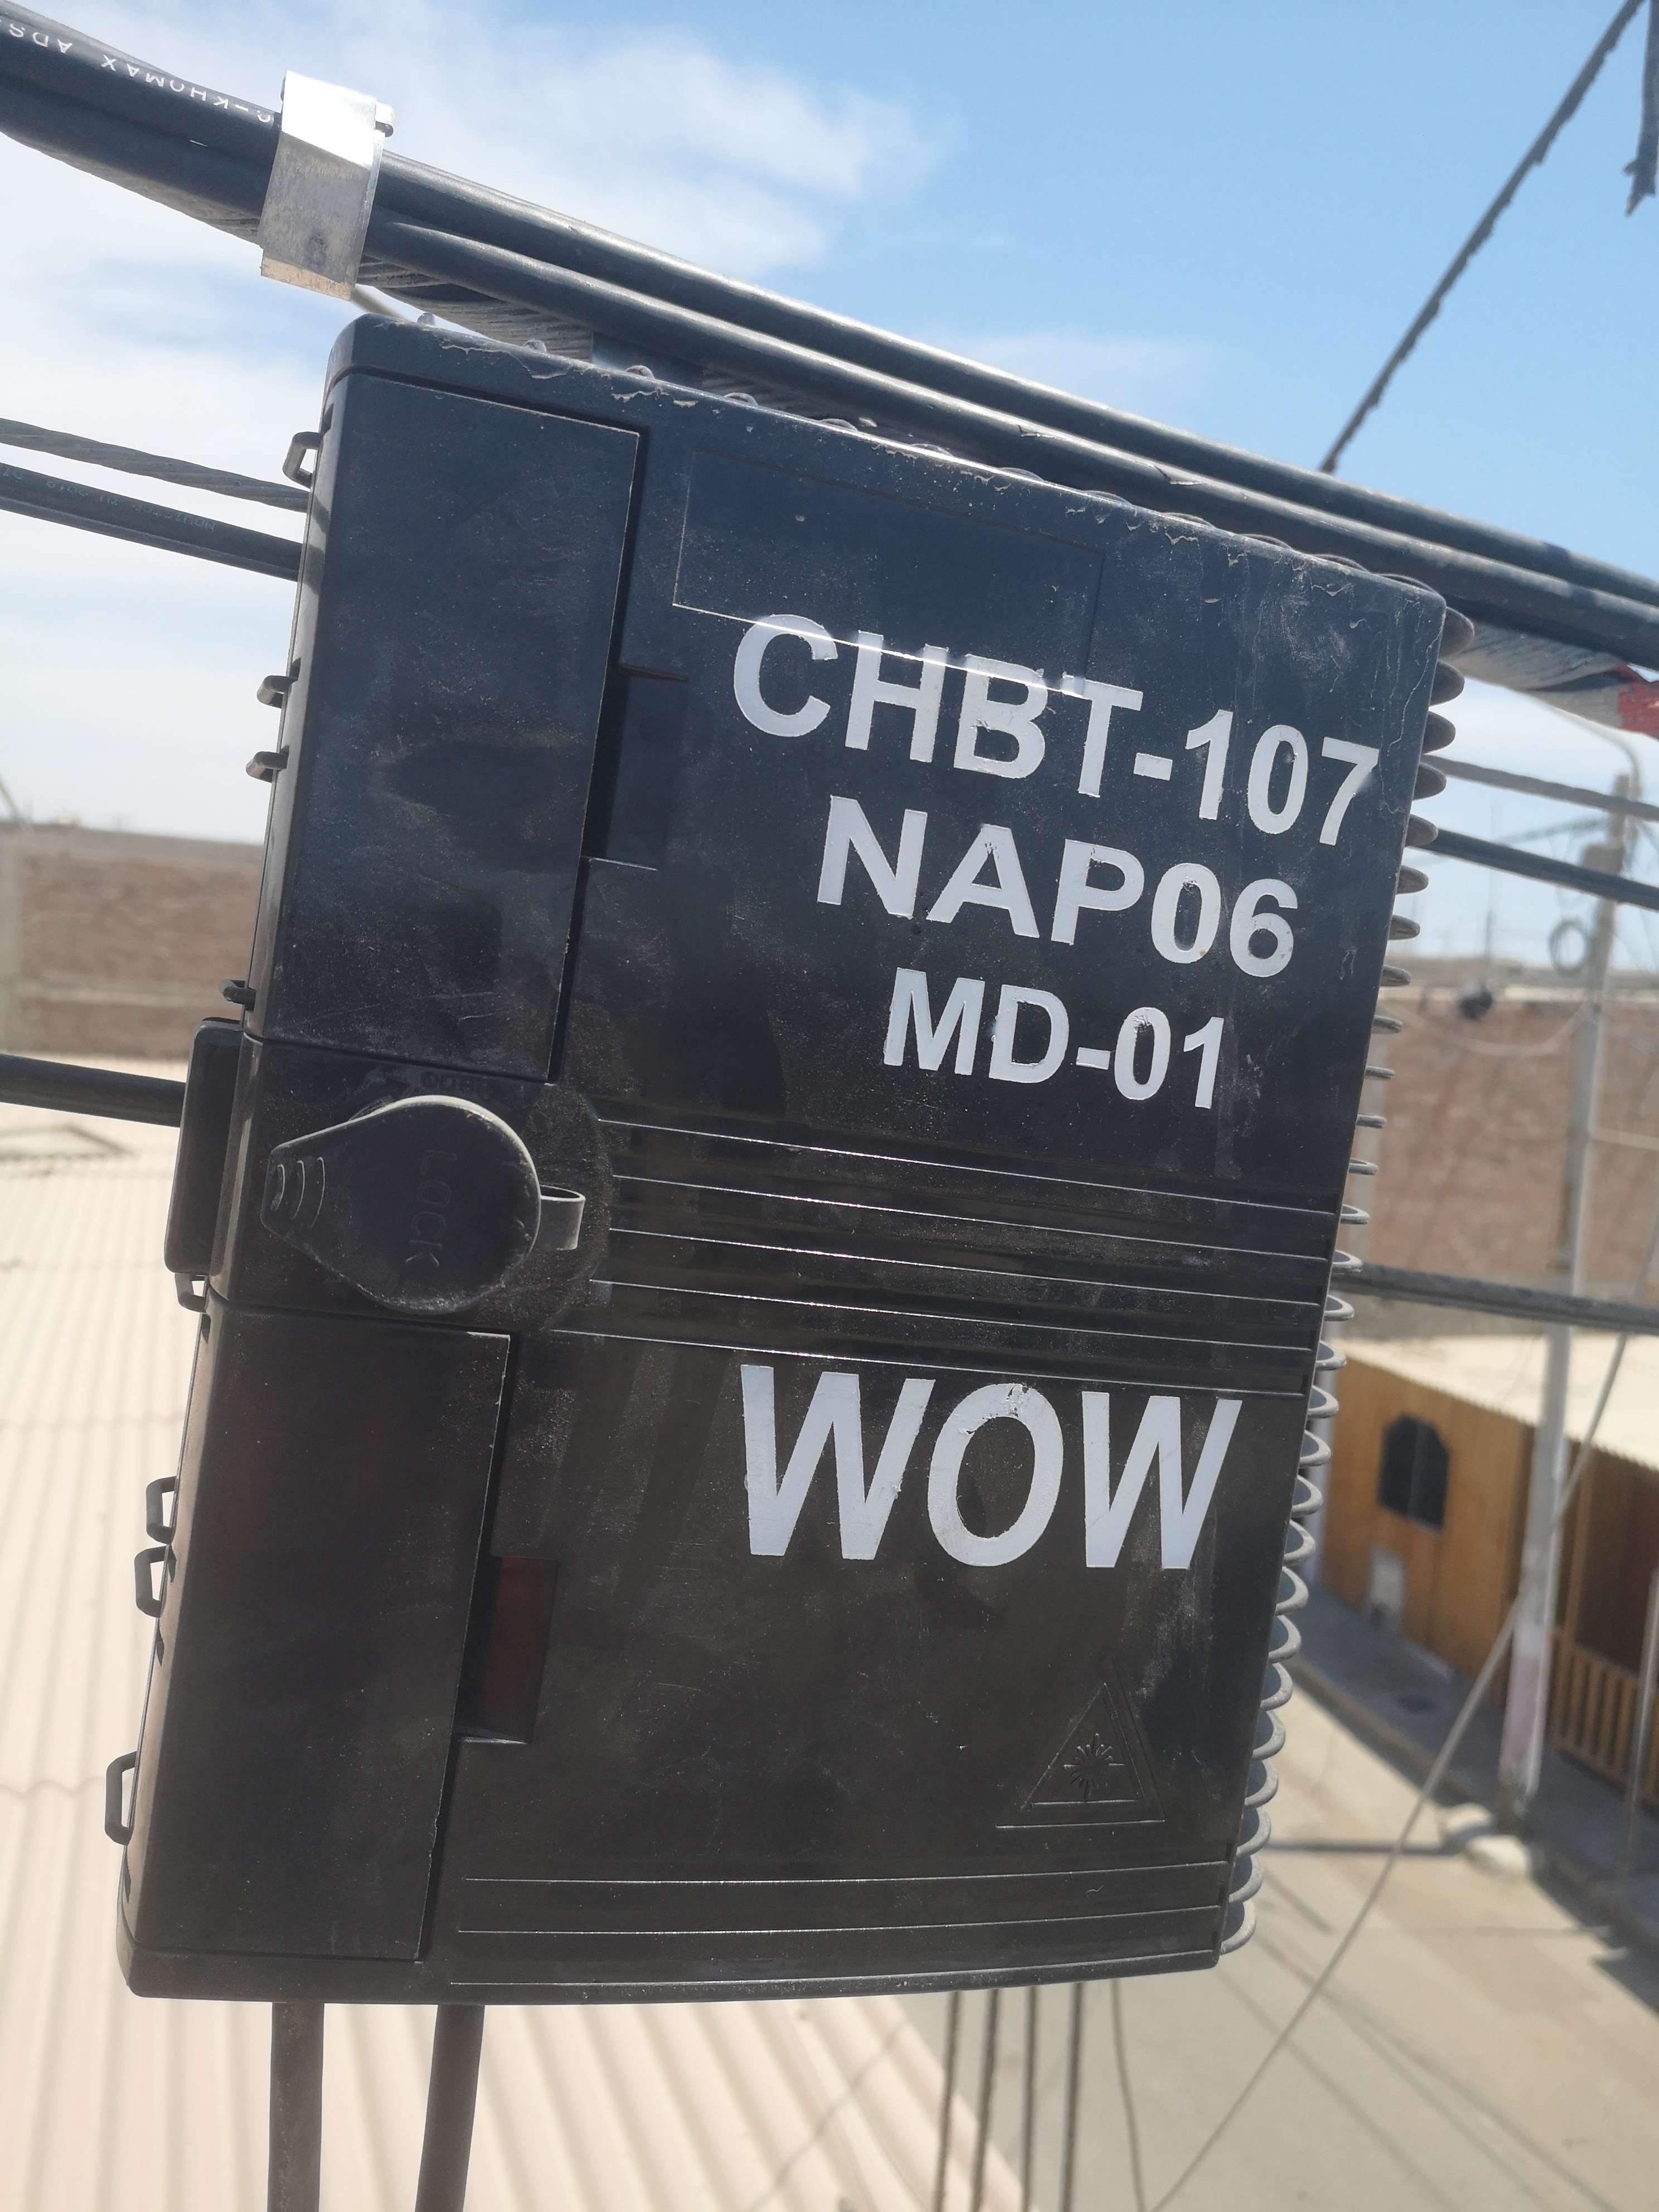 CHBT-107
NAP06
MD-01
LOCK
WOW